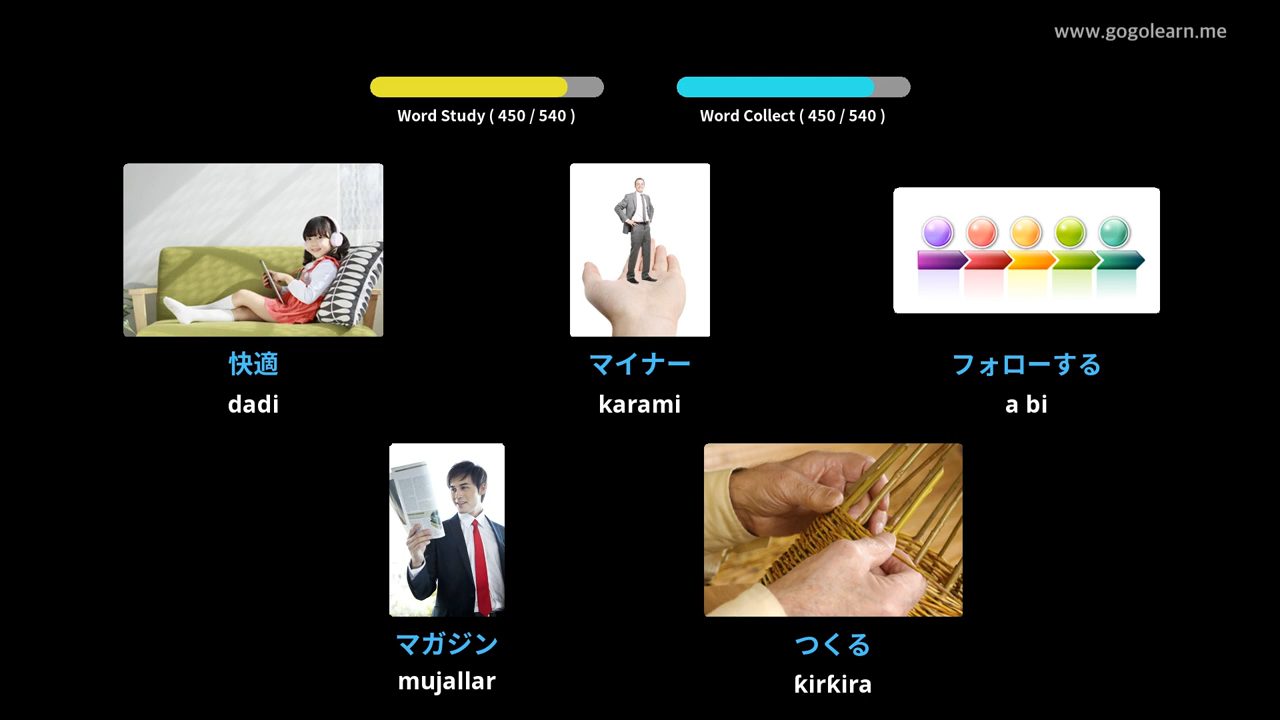 www.gogolearn.me
Word Study ( 450 / 540 )
Word Collect ( 450 / 540 )
快適
dadi
マイナー
karami
フォローする
a bi
マガジン
mujallar
つくる
ƙirƙira